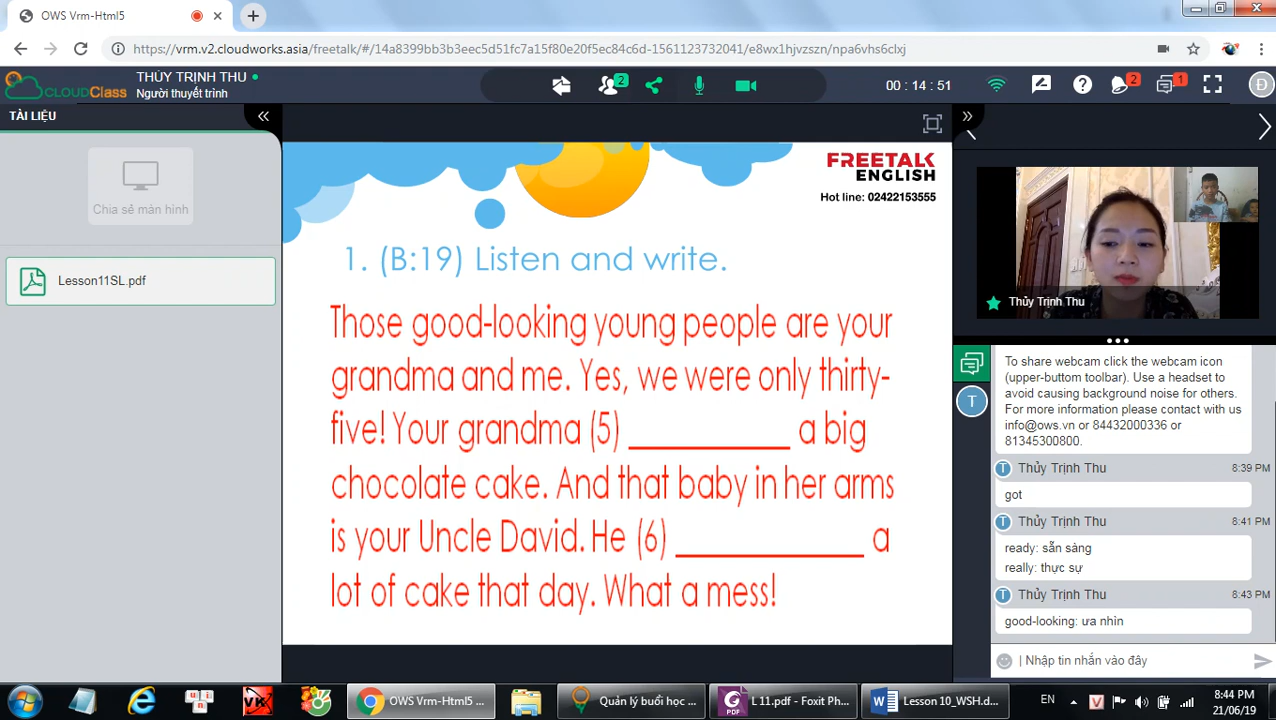 OWS Vrm-Html5
https://vrm.v2.cloudworks.asia/freetalk/#/14a8399bb3b3eec5d51fc7a15f80e20f5ec84c6d-1561123732041/e8wx1hjvzszn/npa6vhs6clxj
CLOUDClass
THỦY TRỊNH THU
Người thuyết trình
2
00 : 14 : 51
2
1
Đ
TÀI LIỆU
Chia sẻ màn hình
Lesson11SL.pdf
FREETALK
ENGLISH
Hot line: 02422153555
1. (B:19) Listen and write.
Those good-looking young people are your
grandma and me. Yes, we were only thirty-
five! Your grandma (5) ____________ a big
chocolate cake. And that baby in her arms
is your Uncle David. He (6) ______________ a
lot of cake that day. What a mess!
Thủy Trịnh Thu
T
To share webcam click the webcam icon
(upper-buttom toolbar). Use a headset to
avoid causing background noise for others.
For more information please contact with us
info@ows.vn or 84432000336 or
81345300800.
T Thủy Trịnh Thu 8:39 PM
got
T Thủy Trịnh Thu 8:41 PM
ready: sẵn sàng
really: thực sự
T Thủy Trịnh Thu 8:43 PM
good-looking: ưa nhìn
Nhập tin nhắn vào đây
OWS Vrm-Html5 ...
Quản lý buổi học ...
L 11.pdf - Foxit Ph...
Lesson 10_WSH.d...
EN
8:44 PM
21/06/19